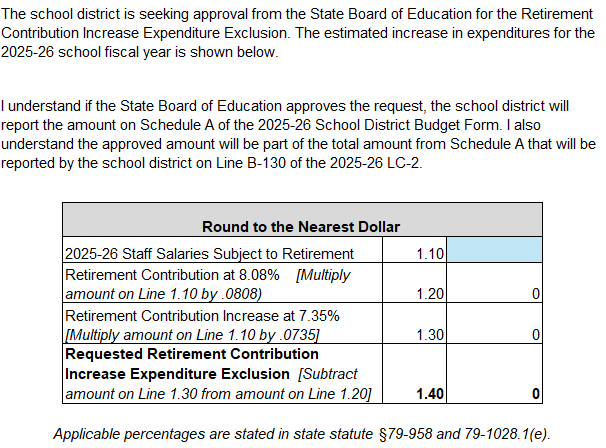 The school district is seeking approval from the State Board of Education for the Retirement
Contribution Increase Expenditure Exclusion. The estimated increase in expenditures for the
2025-26 school fiscal year is shown below.
I understand if the State Board of Education approves the request, the school district will
report the amount on Schedule A of the 2025-26 School District Budget Form. I also
understand the approved amount will be part of the total amount from Schedule A that will be
reported by the school district on Line B-130 of the 2025-26 LC-2.
Round to the Nearest Dollar
2025-26 Staff Salaries Subject to Retirement 1.10
Retirement Contribution at 8.08% [Multiply
amount on Line 1.10 by .0808) 1.20 0
Retirement Contribution Increase at 7.35%
[Multiply amount on Line 1.10 by .0735] 1.30 0
Requested Retirement Contribution
Increase Expenditure Exclusion [Subtract
amount on Line 1.30 from amount on Line 1.20] 1.40 0
Applicable percentages are stated in state statute §79-958 and 79-1028.1(e).